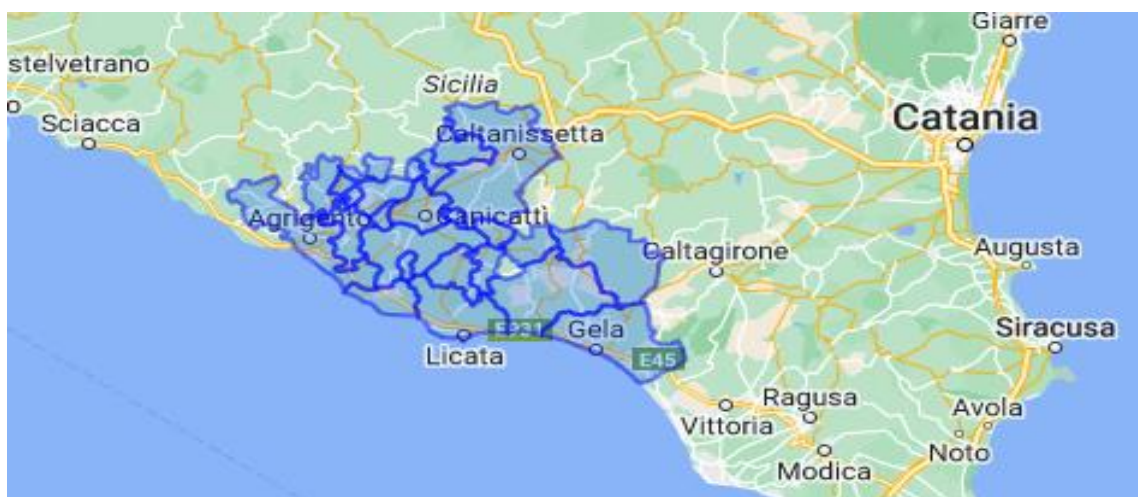 Giarre
stelvetrano
Sicilia
Catania
Sciacca
Caltanissetta
Agrigento
Canicattì
Caltagirone
Augusta
E931
Gela
Siracusa
Licata
E45
Ragusa
Vittoria
Avola
Noto
Modica